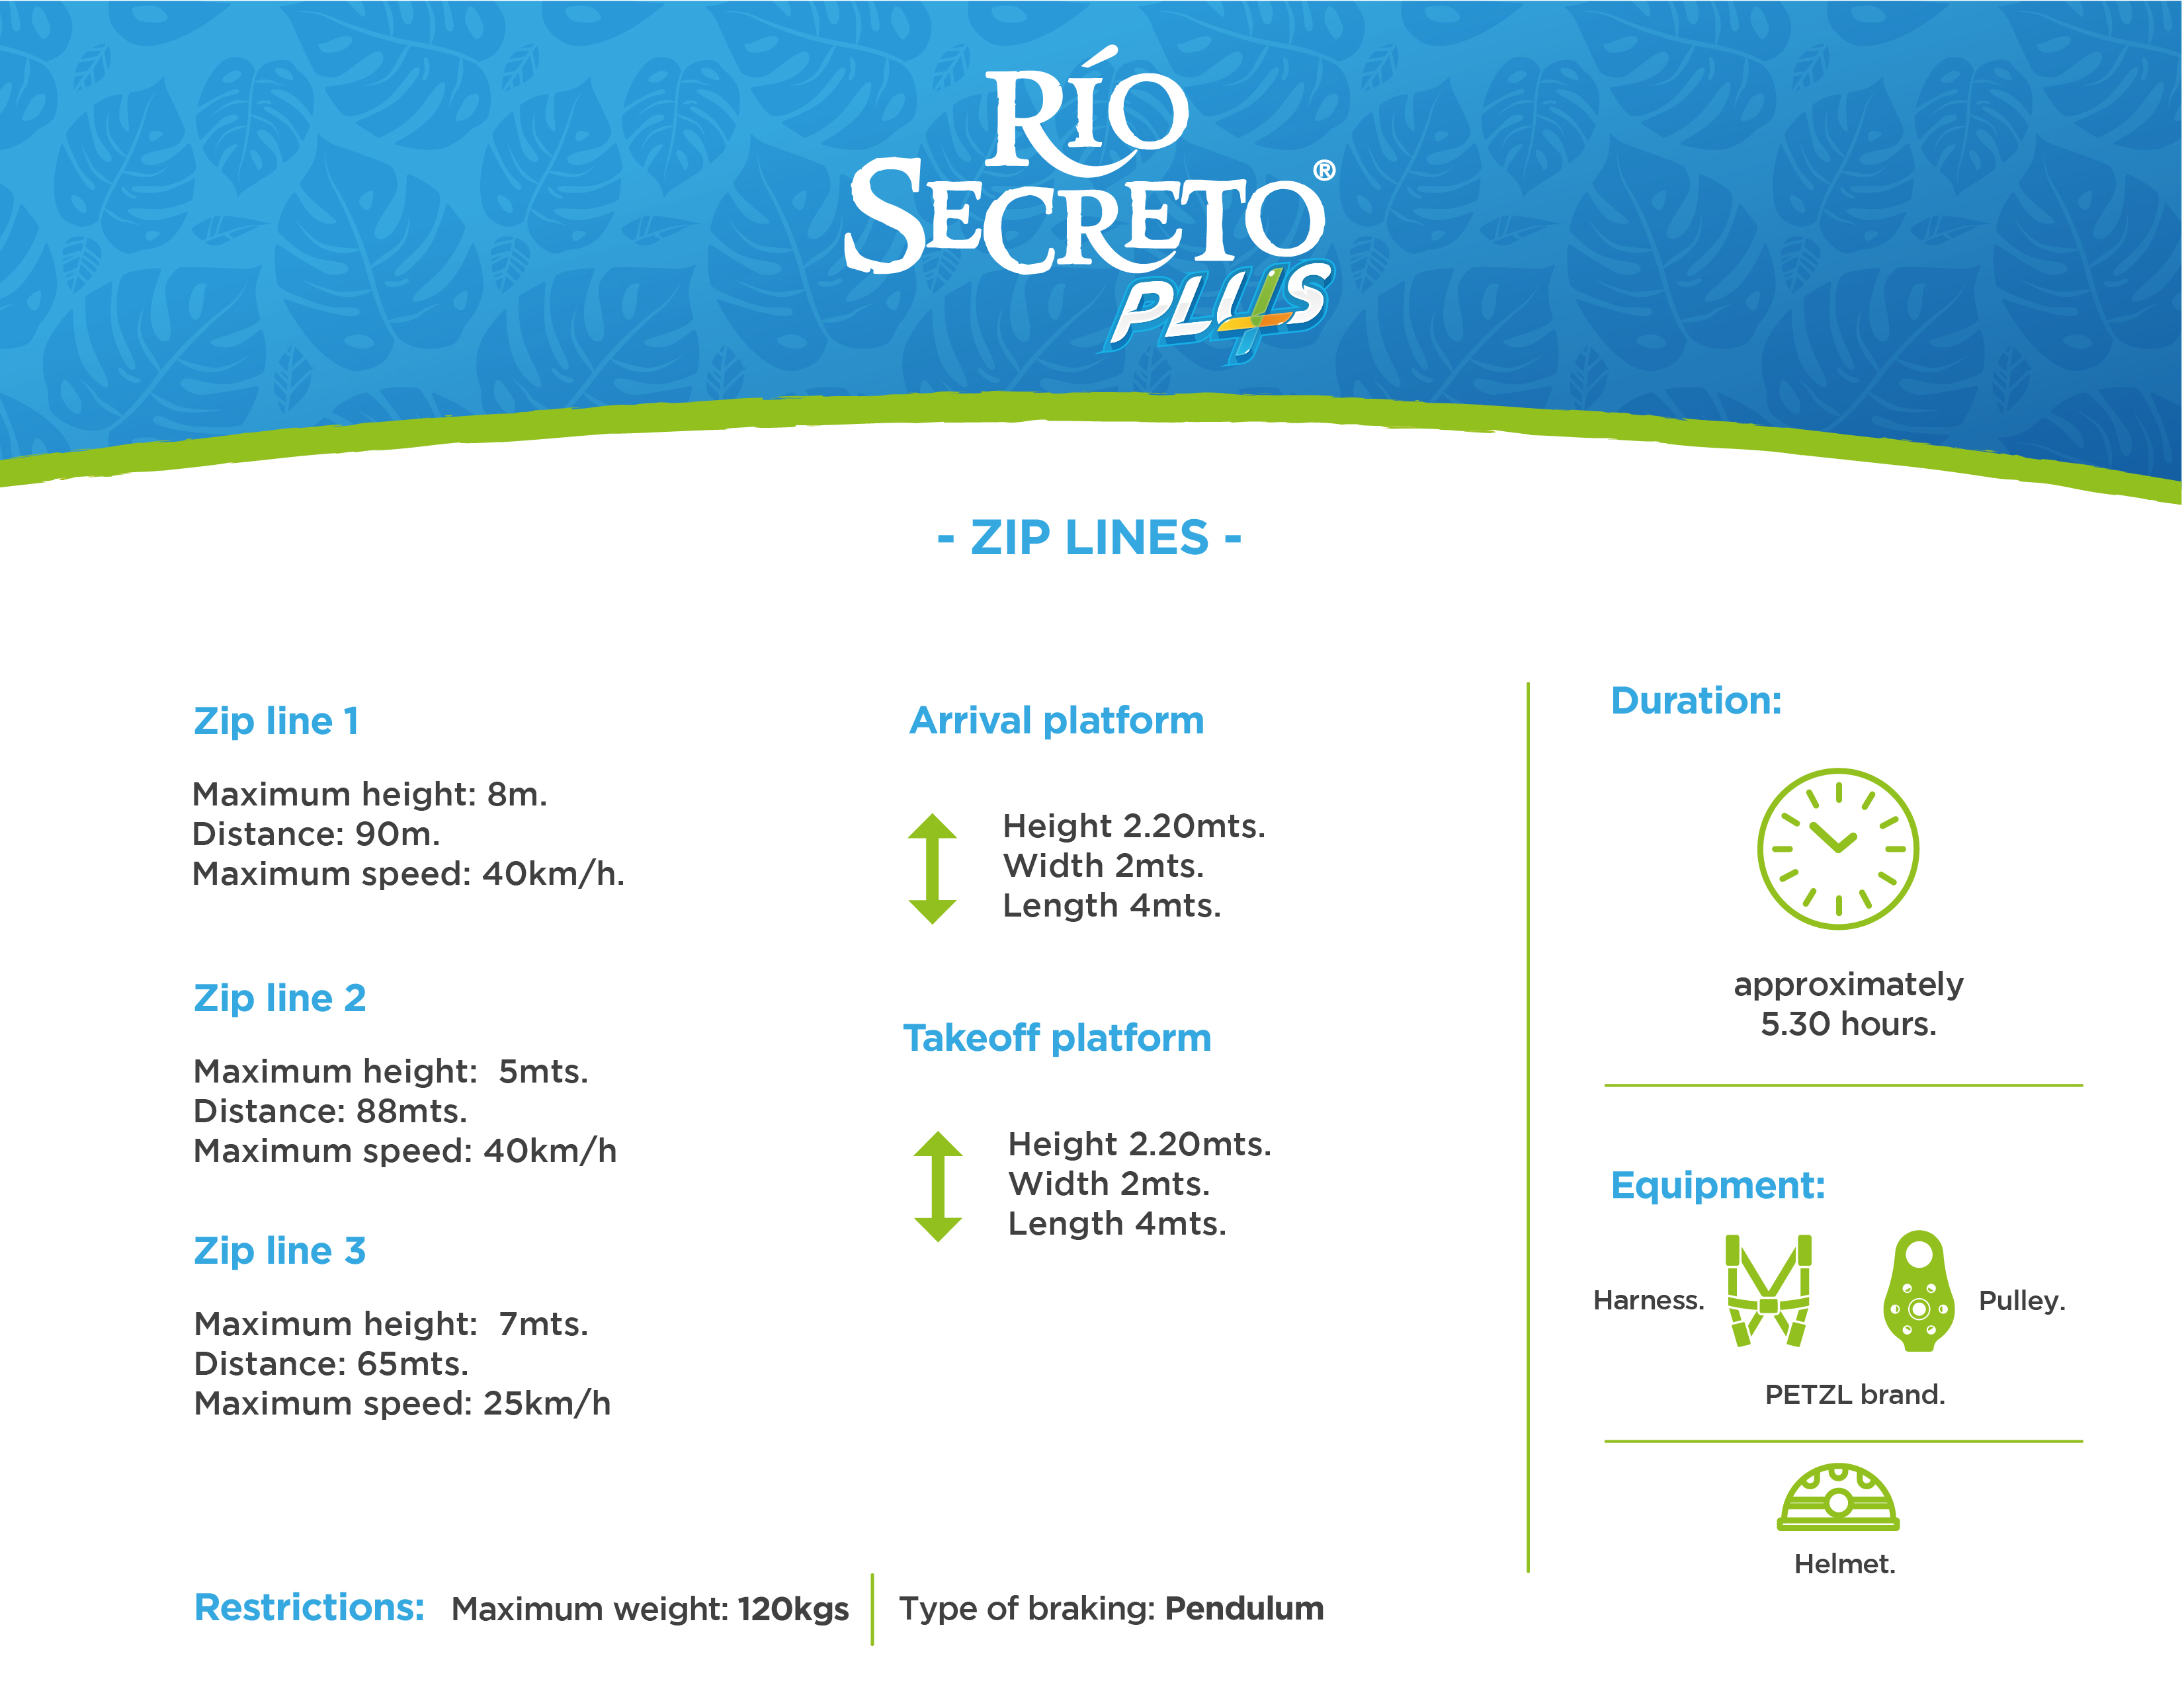 RÍO
SECRETO®
PLUS
- ZIP LINES -
Zip line 1
Maximum height: 8m.
Distance: 90m.
Maximum speed: 40km/h.
Zip line 2
Maximum height:  5mts.
Distance: 88mts.
Maximum speed: 40km/h
Zip line 3
Maximum height:  7mts.
Distance: 65mts.
Maximum speed: 25km/h
Arrival platform
Height 2.20mts.
Width 2mts.
Length 4mts.
Takeoff platform
Height 2.20mts.
Width 2mts.
Length 4mts.
Duration:
approximately
5.30 hours.
Equipment:
Harness.
Pulley.
PETZL brand.
Helmet.
Restrictions: Maximum weight: 120kgs
Type of braking: Pendulum